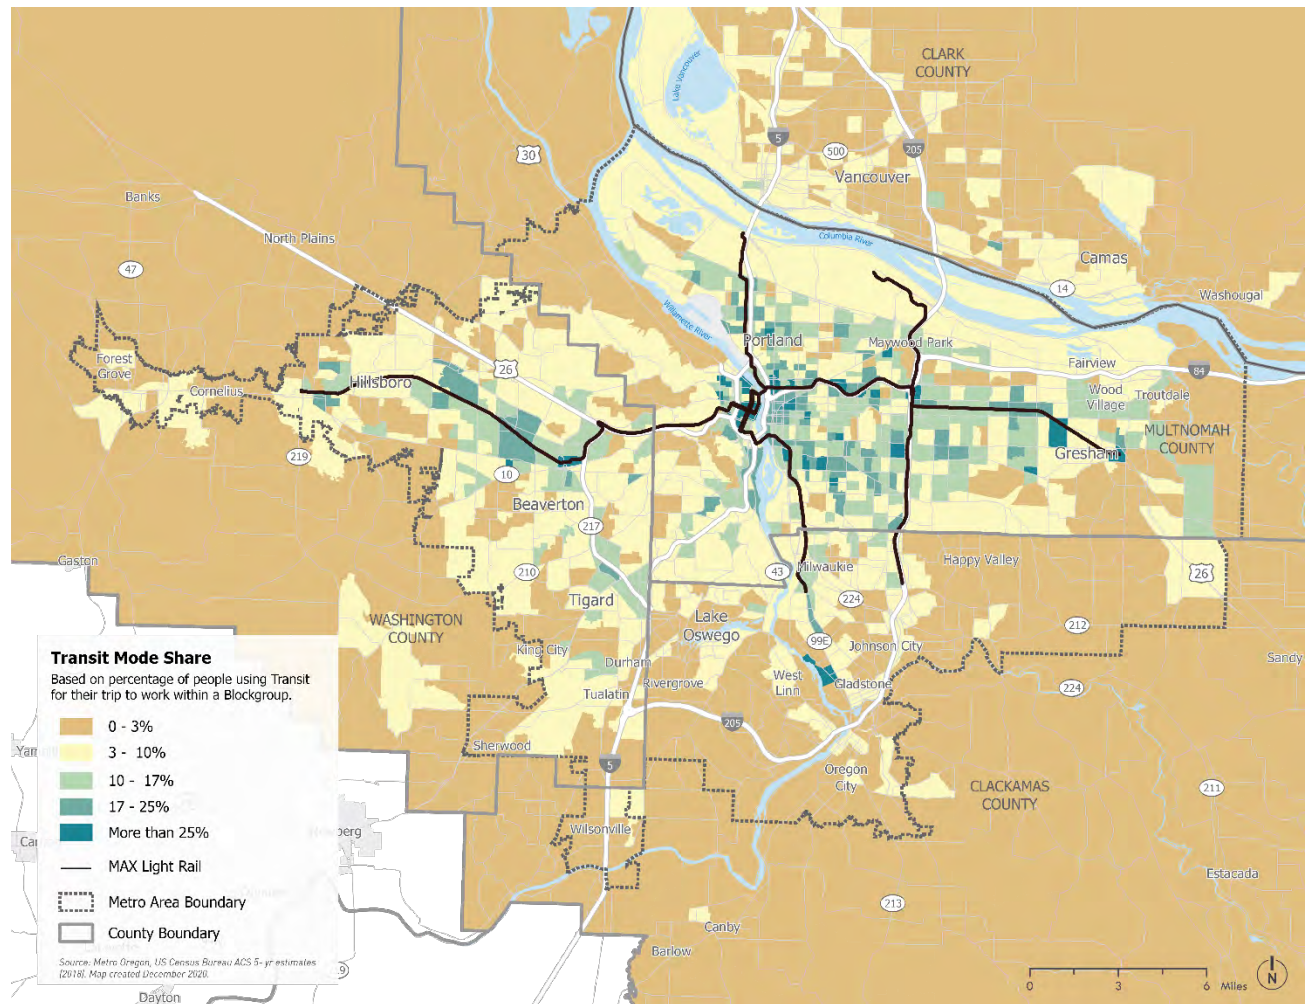 CLARK
COUNTY
Lake Vancouver
5
500
205
30
Vancouver
Banks
North Plains
Columbia River
47
Camas
14
Washougal
Willamette River
Portland
Maywood Park
Forest
Grove
Cornelius
Hillsboro
26
Fairview
84
Wood
Village
Troutdale
MULTNOMAH
COUNTY
219
10
Gresham
Beaverton
217
Gaston
210
Tigard
43
Milwaukie
Happy Valley
26
224
WASHINGTON
COUNTY
Lake
Oswego
99E
212
King City
Durham
Johnson City
Sandy
Tualatin
Rivergrove
West
Linn
Gladstone
224
205
Sherwood
5
Oregon
City
CLACKAMAS
COUNTY
211
Wilsonville
Estacada
213
Canby
Barlow
Transit Mode Share
Based on percentage of people using Transit
for their trip to work within a Blockgroup.
0 - 3%
3 - 10%
10 - 17%
17 - 25%
More than 25%
MAX Light Rail
Metro Area Boundary
County Boundary
Source: Metro Oregon, US Census Bureau ACS 5- yr estimates
(2018). Map created December 2020.
Dayton
0 3 6 Miles
N